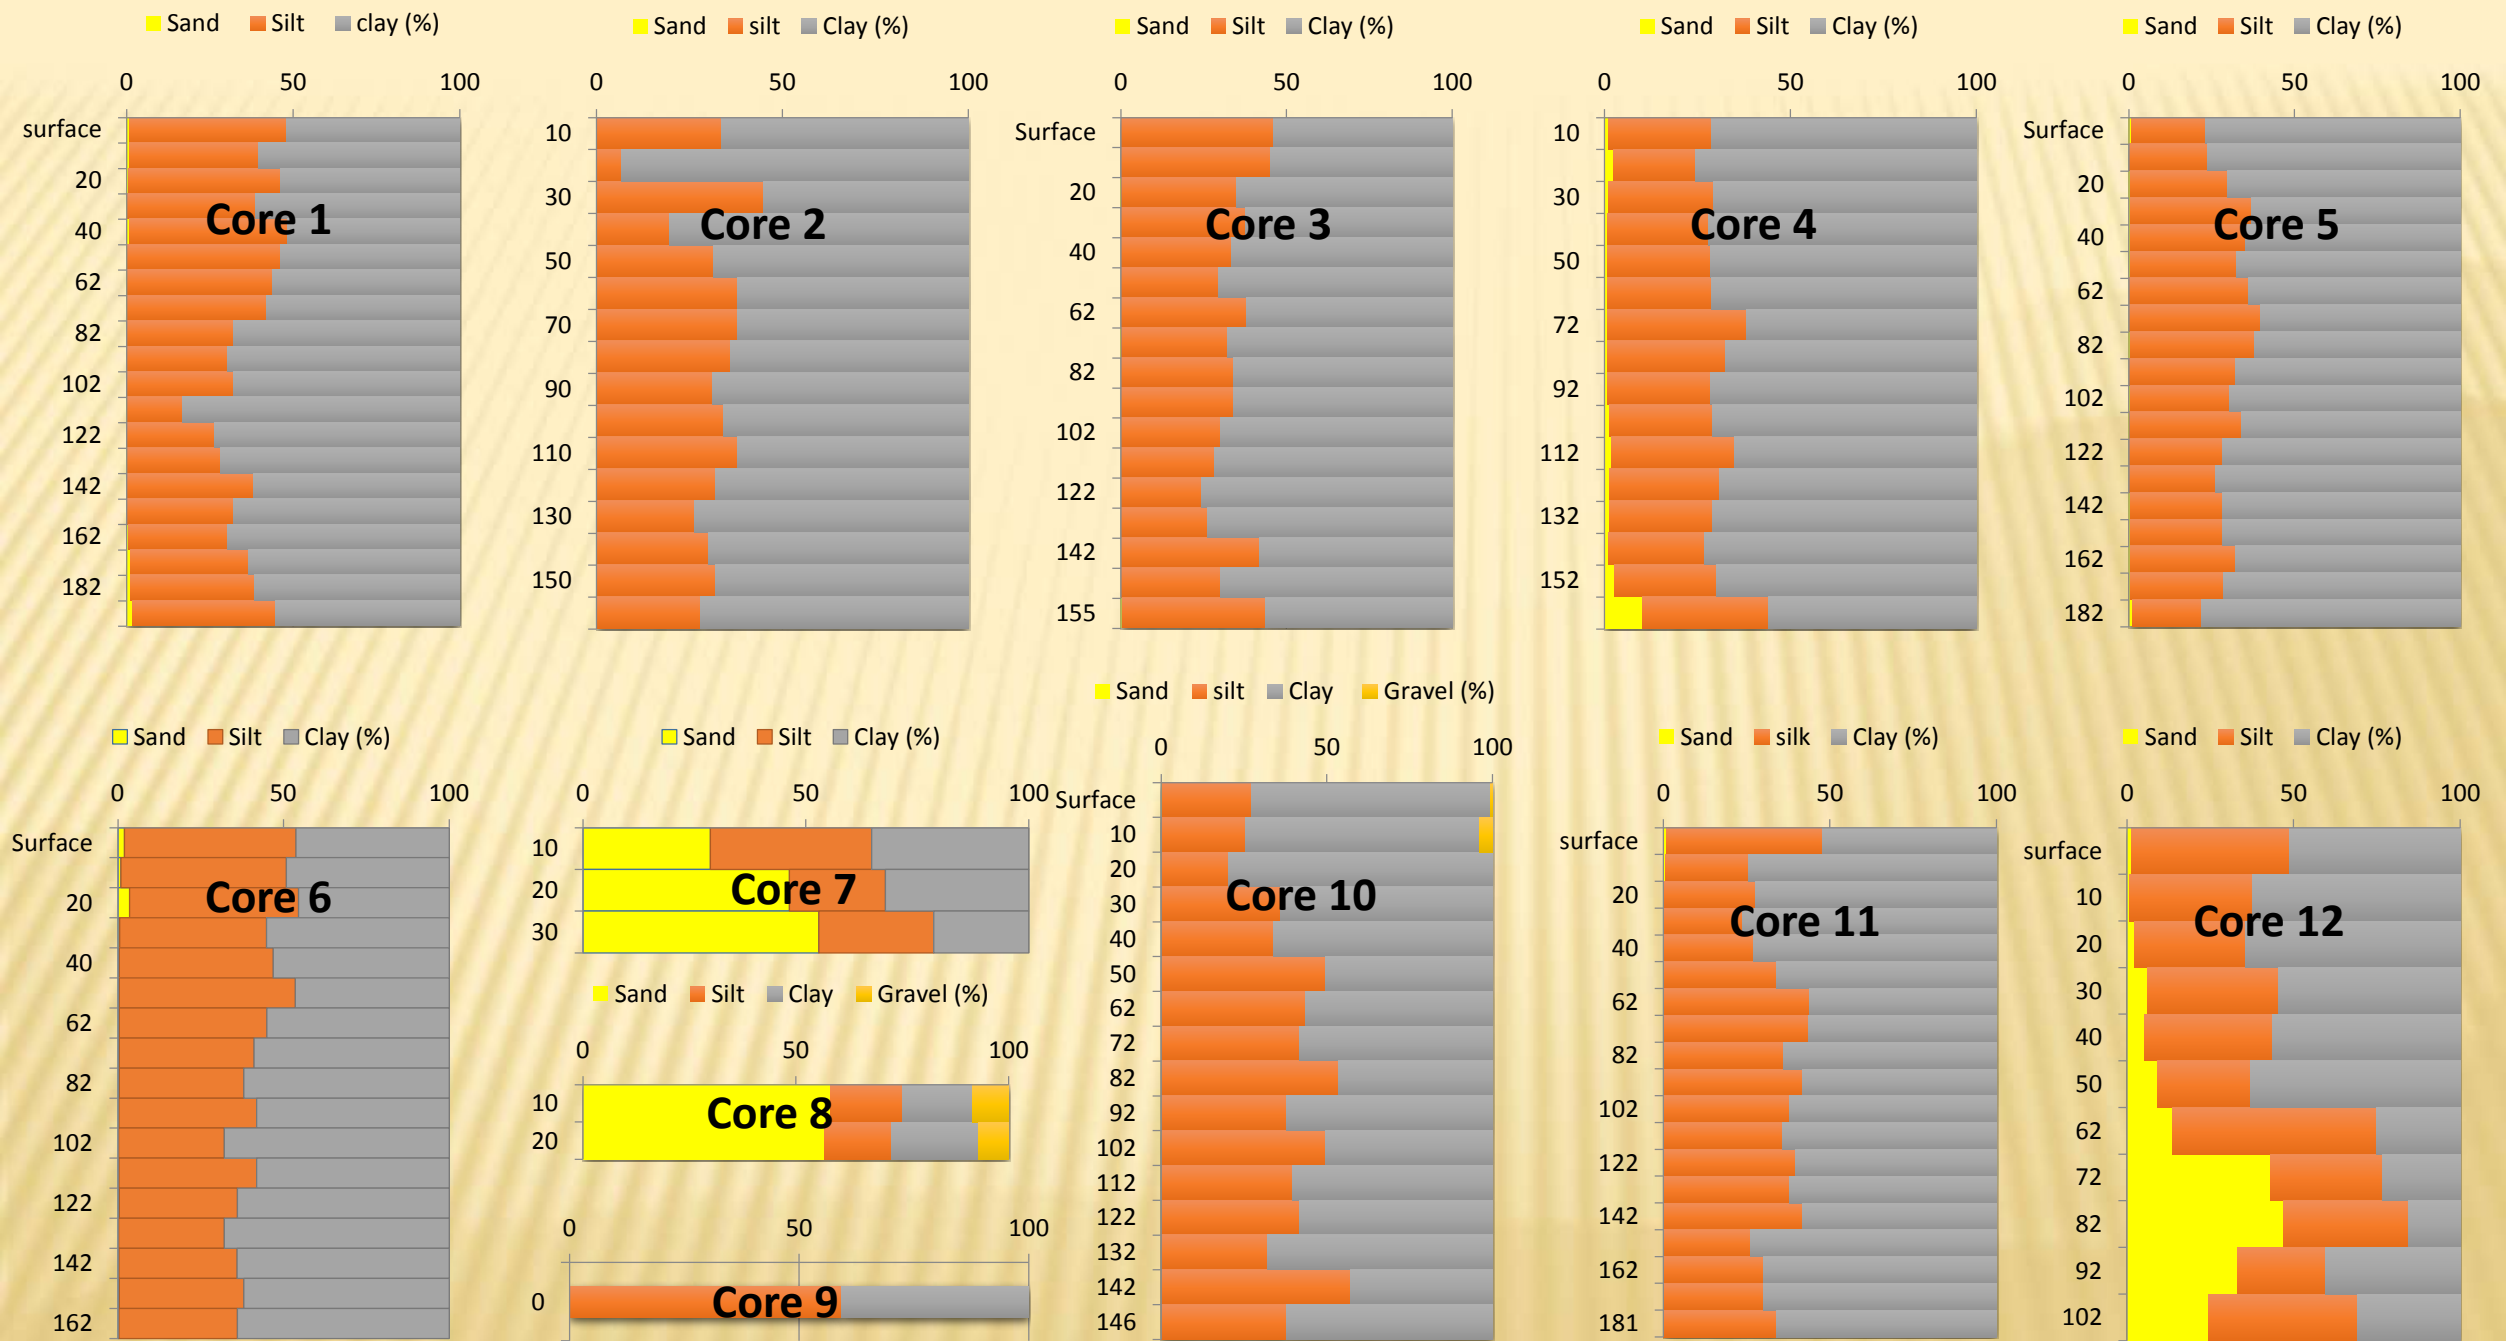 Sand Silt clay (%)
0 50 100
surface
20
40
62
82
102
122
142
162
182
Core 1
Sand silt Clay (%)
0 50 100
10
30
50
70
90
110
130
150
Core 2
Sand Silt Clay (%)
0 50 100
Surface
20
40
62
82
102
122
142
155
Core 3
Sand Silt Clay (%)
0 50 100
10
30
50
72
92
112
132
152
Core 4
Sand Silt Clay (%)
0 50 100
Surface
20
40
62
82
102
122
142
162
182
Core 5
Sand Silt Clay (%)
0 50 100
Surface
20
40
62
82
102
122
142
162
Core 6
Sand Silt Clay (%)
0 50 100
10
20
30
Core 7
Sand Silt Clay Gravel (%)
0 50 100
10
20
Core 8
0 50 100
0
Core 9
Sand silt Clay Gravel (%)
0 50 100
Surface
10
20
30
40
50
62
72
82
92
102
112
122
132
142
146
Core 10
Sand silk Clay (%)
0 50 100
surface
20
40
62
82
102
122
142
162
181
Core 11
Sand Silt Clay (%)
0 50 100
surface
10
20
30
40
50
62
72
82
92
102
Core 12